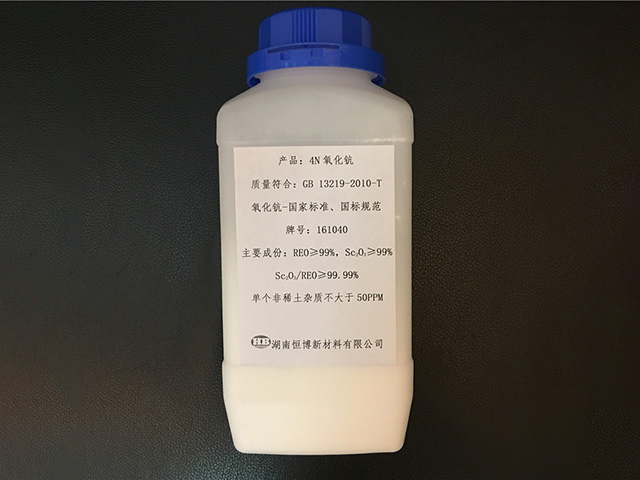 产品：4N氧化钪
质量符合：GB 13219-2010-T
氧化钪-国家标准、国标规范
牌号：161040
主要成份：REO≥99%，Sc₂O₃≥99%
Sc₂O₃/REO≥99.99%
单个非稀土杂质不大于50PPM
HB 湖南恒博新材料有限公司